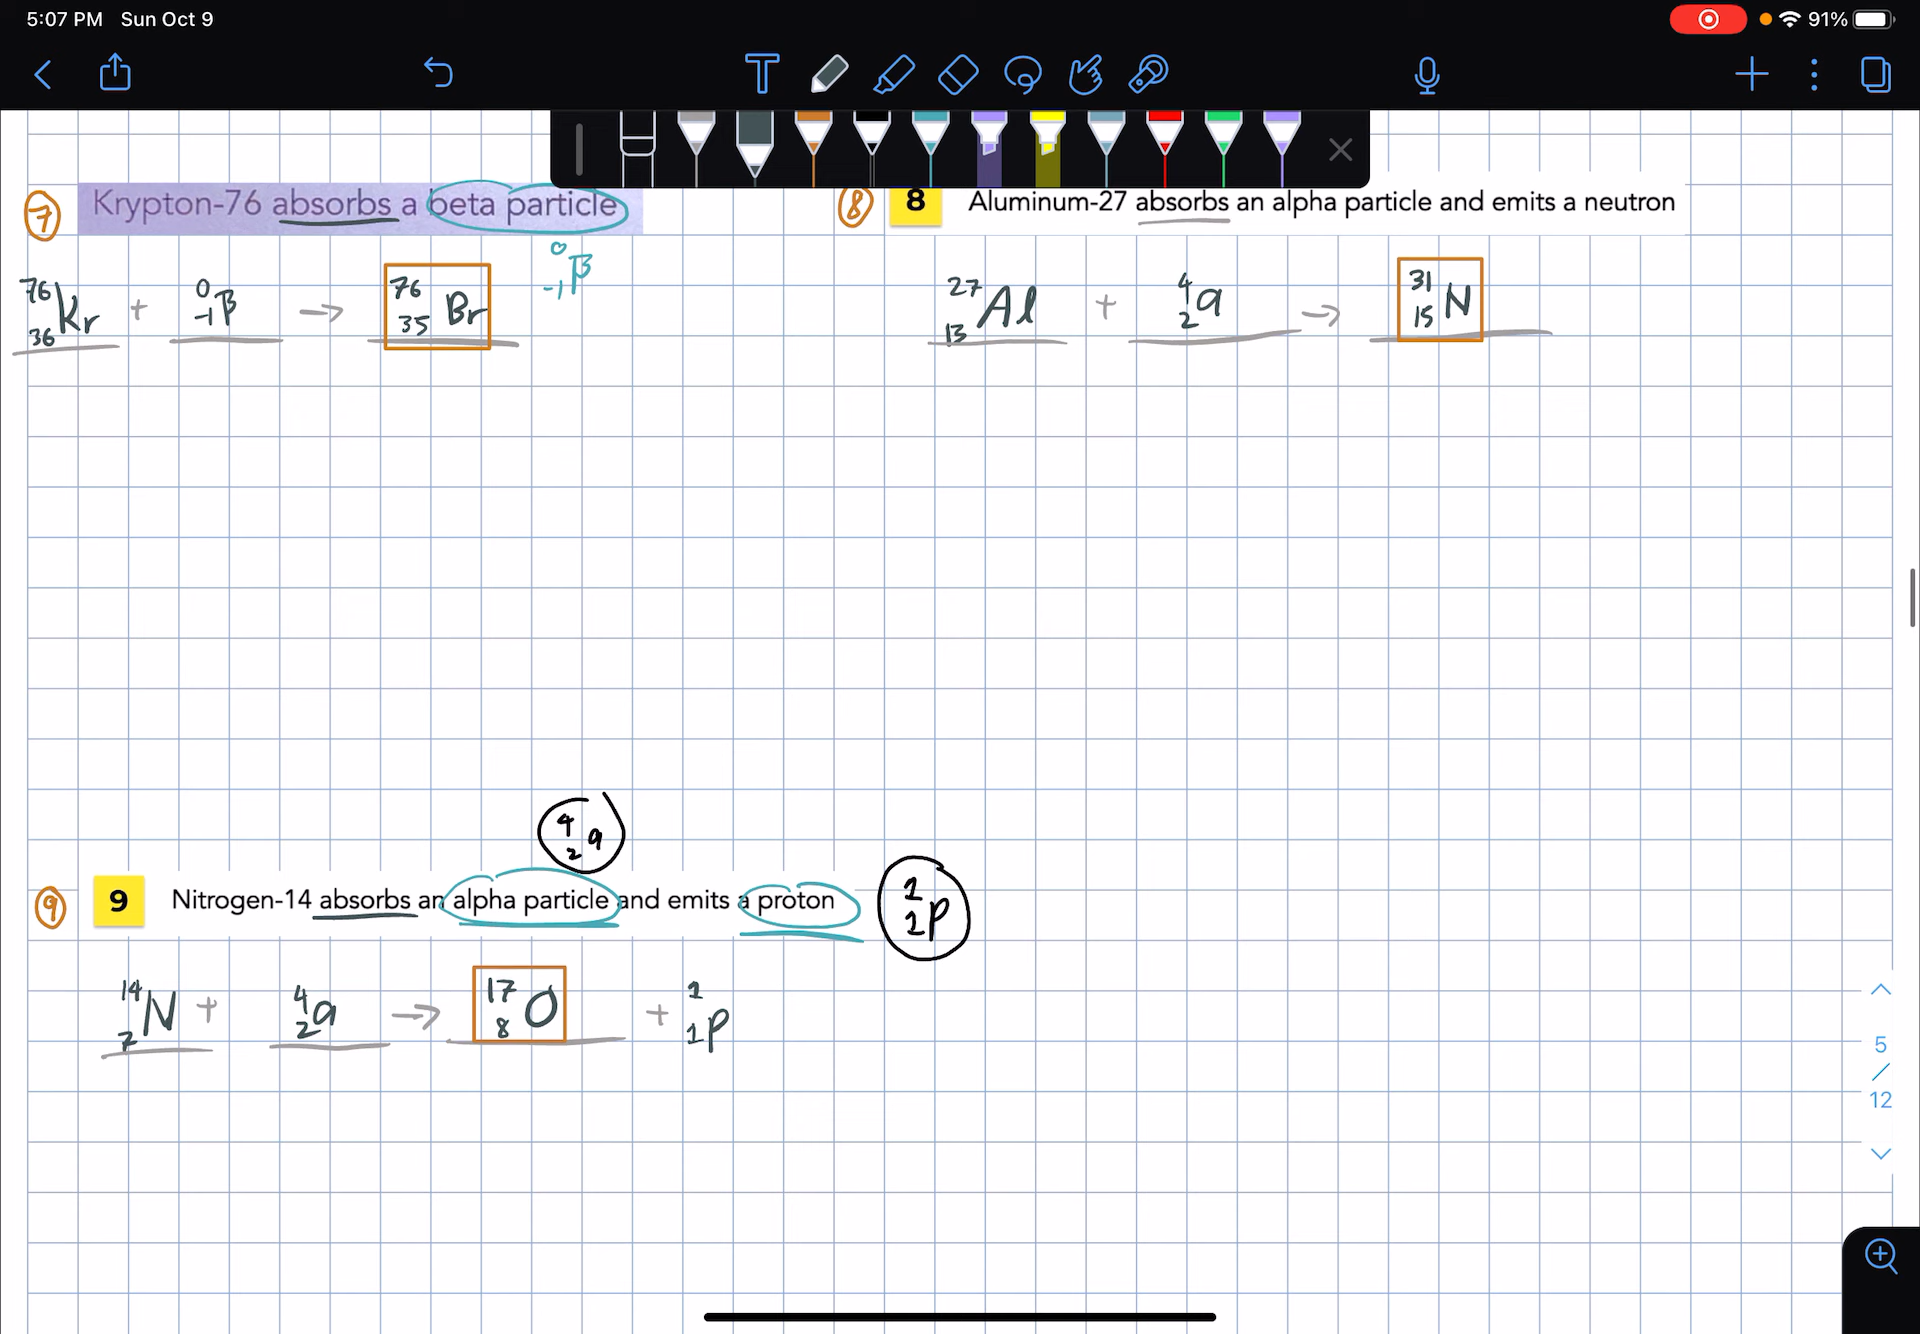 5:07 PM Sun Oct 9
91%
T
7 Krypton-76 absorbs a beta particle
0 -1 β
76 36 Kr + 0 -1 β → 76 35 Br
8 8 Aluminum-27 absorbs an alpha particle and emits a neutron
27 13 Al + 4 2 a → 31 15 N
4 2 a
9 9 Nitrogen-14 absorbs an alpha particle and emits a proton
1 1 p
14 7 N + 4 2 a → 17 8 O + 1 1 p
5
/
12